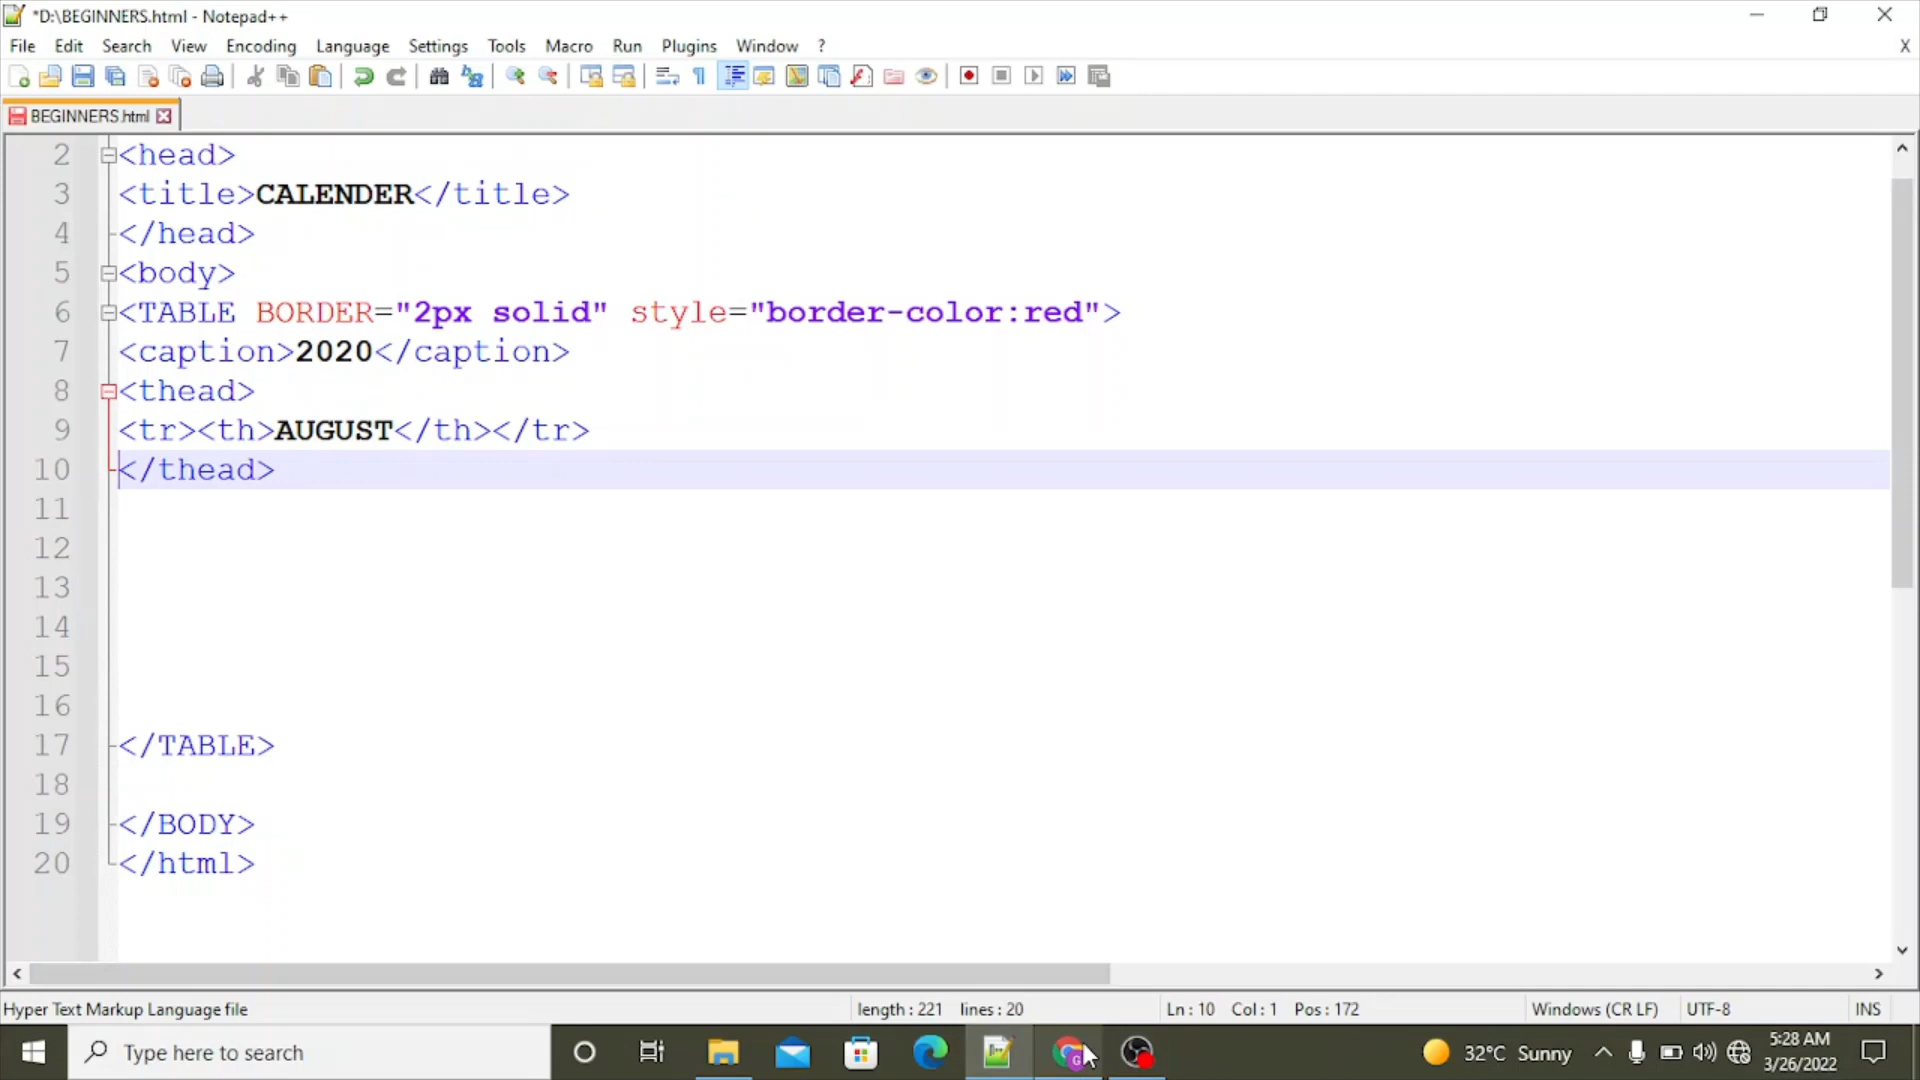 *D:\BEGINNERS.html - Notepad++
File Edit Search View Encoding Language Settings Tools Macro Run Plugins Window ? X
BEGINNERS.html
2 <head>
3 <title>CALENDER</title>
4 </head>
5 <body>
6 <TABLE BORDER="2px solid" style="border-color:red">
7 <caption>2020</caption>
8 <thead>
9 <tr><th>AUGUST</th></tr>
10 </thead>
11
12
13
14
15
16
17 </TABLE>
18
19 </BODY>
20 </html>
Hyper Text Markup Language file length : 221 lines : 20 Ln : 10 Col : 1 Pos : 172 Windows (CR LF) UTF-8 INS
Type here to search 32°C Sunny 5:28 AM
3/26/2022